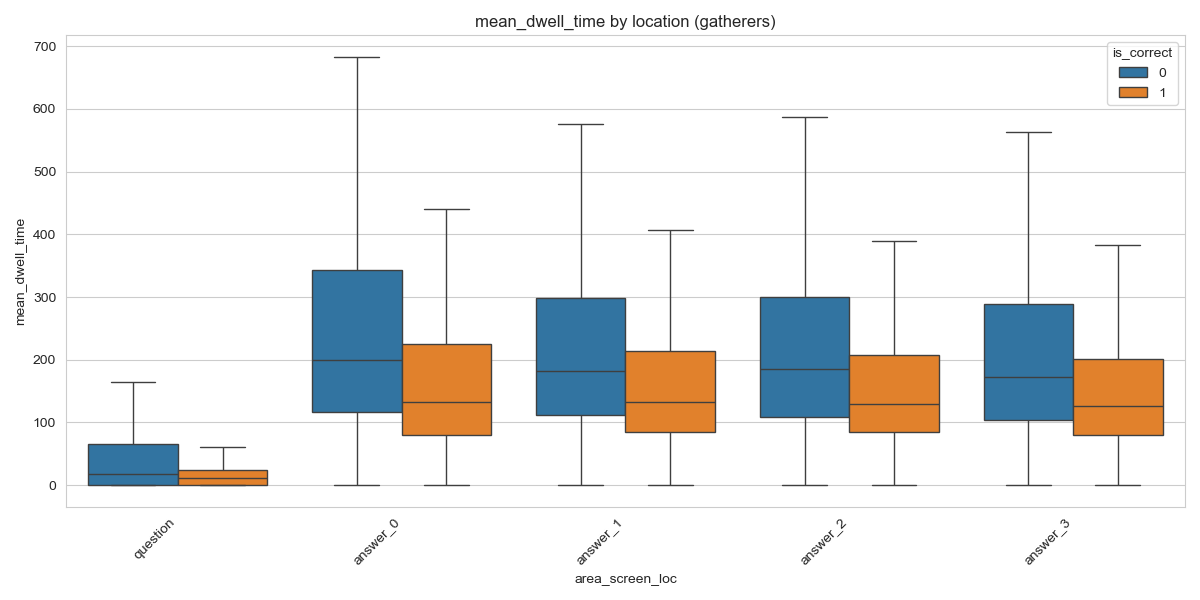 mean_dwell_time by location (gatherers)
is_correct
0
1
mean_dwell_time
700
600
500
400
300
200
100
0
question
answer_0
answer_1
answer_2
answer_3
area_screen_loc